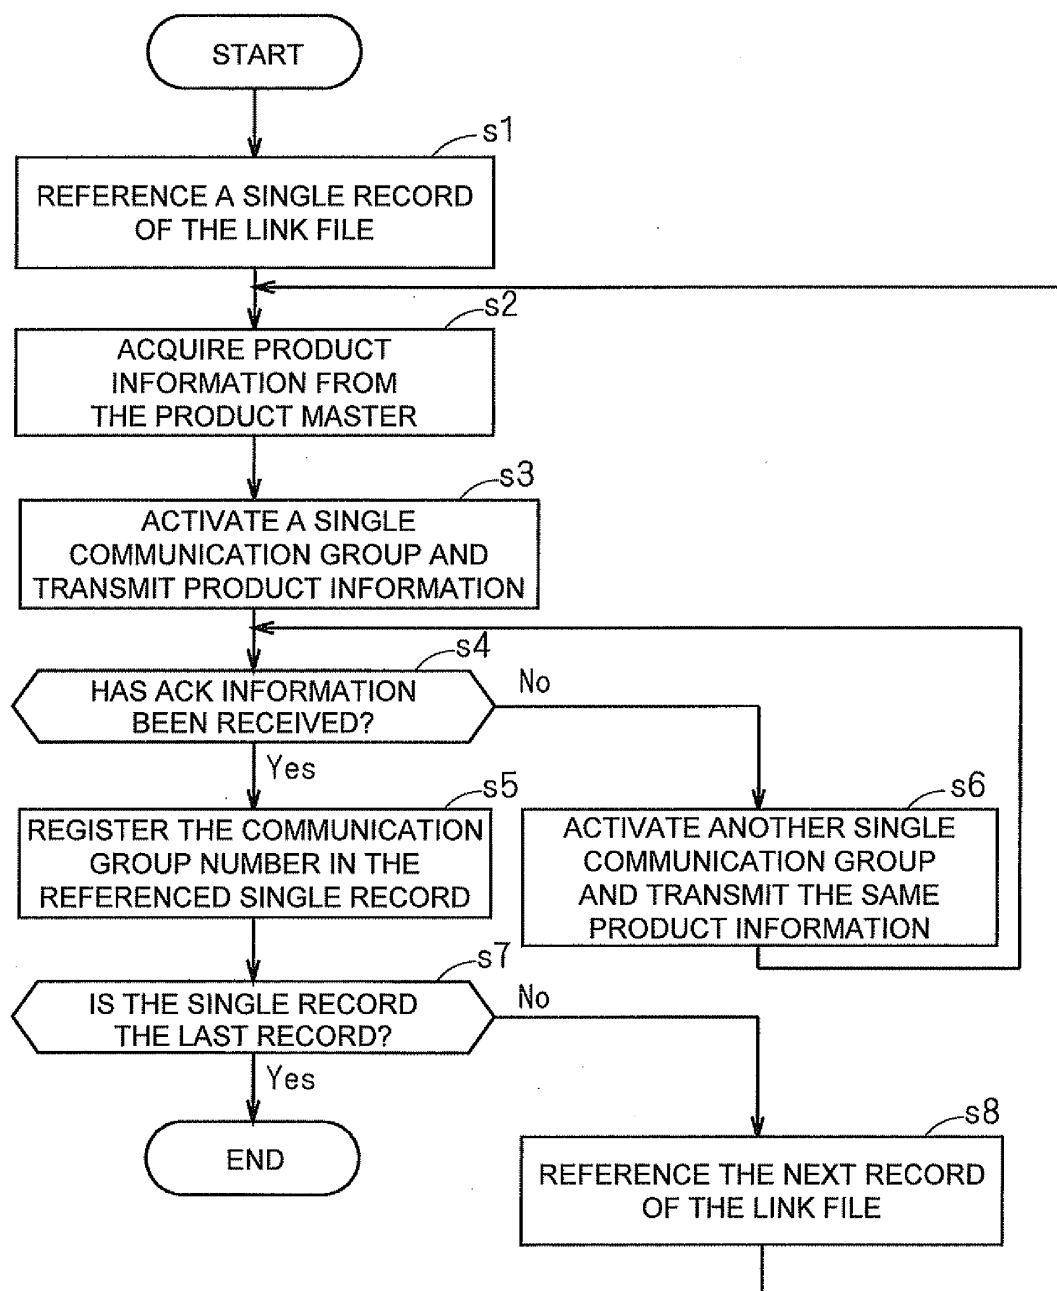 START
s1
REFERENCE A SINGLE RECORD
OF THE LINK FILE
s2
ACQUIRE PRODUCT
INFORMATION FROM
THE PRODUCT MASTER
s3
ACTIVATE A SINGLE
COMMUNICATION GROUP AND
TRANSMIT PRODUCT INFORMATION
s4
HAS ACK INFORMATION
BEEN RECEIVED?
No
Yes
s5
REGISTER THE COMMUNICATION
GROUP NUMBER IN THE
REFERENCED SINGLE RECORD
s6
ACTIVATE ANOTHER SINGLE
COMMUNICATION GROUP
AND TRANSMIT THE SAME
PRODUCT INFORMATION
s7
IS THE SINGLE RECORD
THE LAST RECORD?
No
Yes
END
s8
REFERENCE THE NEXT RECORD
OF THE LINK FILE